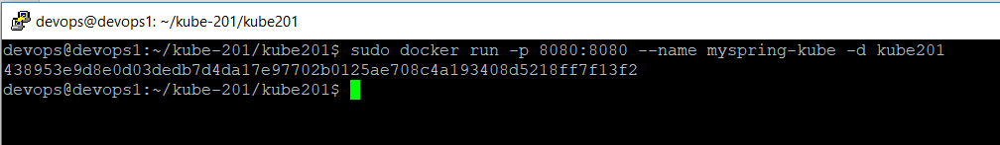 devops@devops1: ~/kube-201/kube201
devops@devops1:~/kube-201/kube201$ sudo docker run -p 8080:8080 --name myspring-kube -d kube201
438953e9d8e0d03dedb7d4da17e97702b0125ae708c4a193408d5218ff7f13f2
devops@devops1:~/kube-201/kube201$